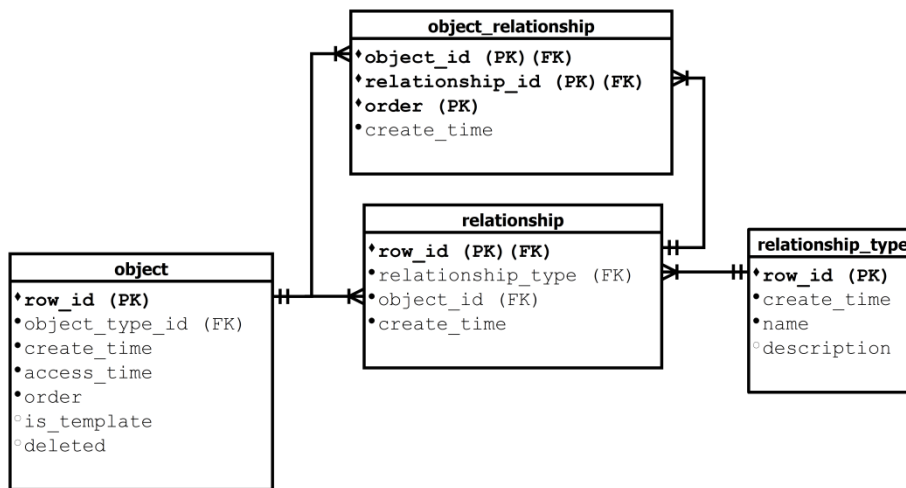 object_relationship
object_id (PK)(FK)
relationship_id (PK)(FK)
order (PK)
create_time
relationship
row_id (PK)(FK)
relationship_type (FK)
object_id (FK)
create_time
relationship_type
row_id (PK)
create_time
name
description
object
row_id (PK)
object_type_id (FK)
create_time
access_time
order
is_template
deleted